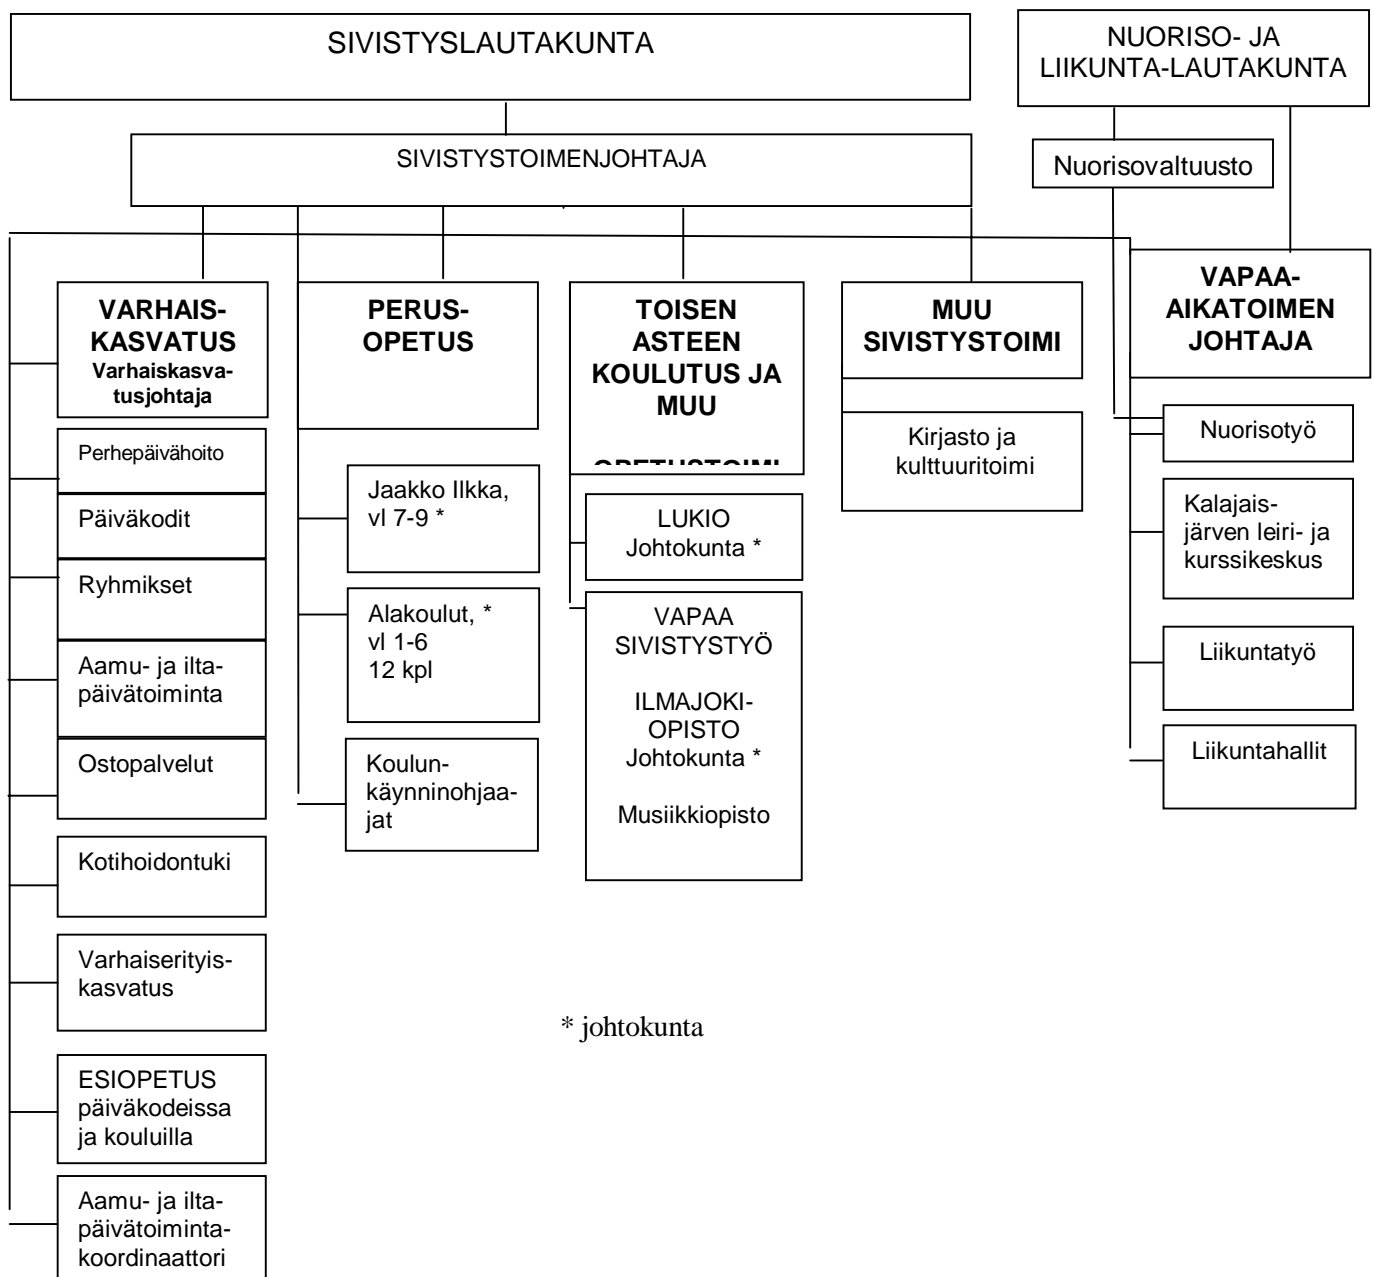 SIVISTYSLAUTAKUNTA
NUORISO- JA
LIIKUNTA-LAUTAKUNTA
SIVISTYSTOIMENJOHTAJA
Nuorisovaltuusto
VARHAIS-
KASVATUS
Varhaiskasva-
tusjohtaja
Perhepäivähoito
Päiväkodit
Ryhmikset
Aamu- ja ilta-
päivätoiminta
Ostopalvelut
Kotihoidontuki
Varhaiserityis-
kasvatus
ESIOPETUS
päiväkodeissa
ja kouluilla
Aamu- ja ilta-
päivätoiminta-
koordinaattori
PERUS-
OPETUS
Jaakko Ilkka,
vl 7-9 *
Alakoulut, *
vl 1-6
12 kpl
Koulun-
käynninohjaa-
jat
TOISEN
ASTEEN
KOULUTUS JA
MUU
OPETUSTOIMI
LUKIO
Johtokunta *
VAPAA
SIVISTYSTYÖ
ILMAJOKI-
OPISTO
Johtokunta *
Musiikkiopisto
MUU
SIVISTYSTOIMI
Kirjasto ja
kulttuuritoimi
VAPAA-
AIKATOIMEN
JOHTAJA
Nuorisotyö
Kalajais-
järven leiri- ja
kurssikeskus
Liikuntatyö
Liikuntahallit
* johtokunta